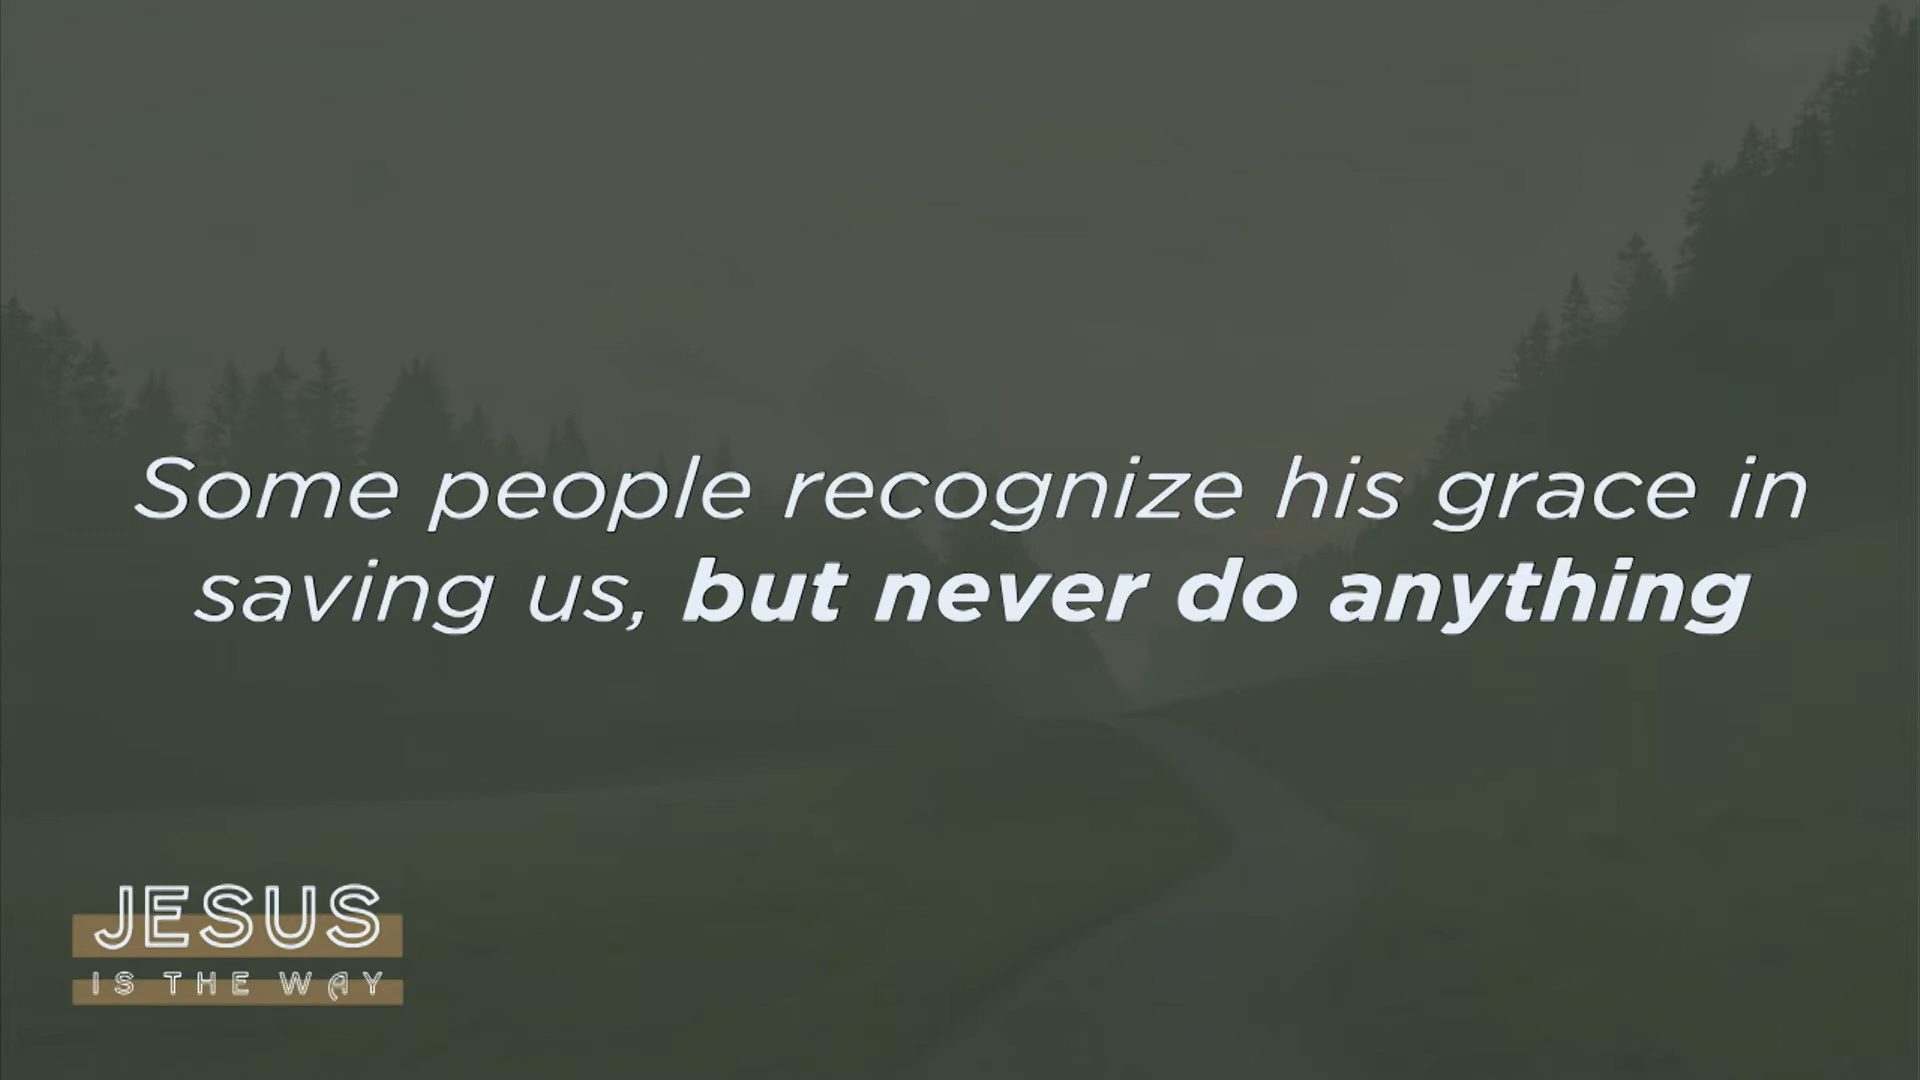 Some people recognize his grace in
saving us, but never do anything
JESUS
IS THE WAY